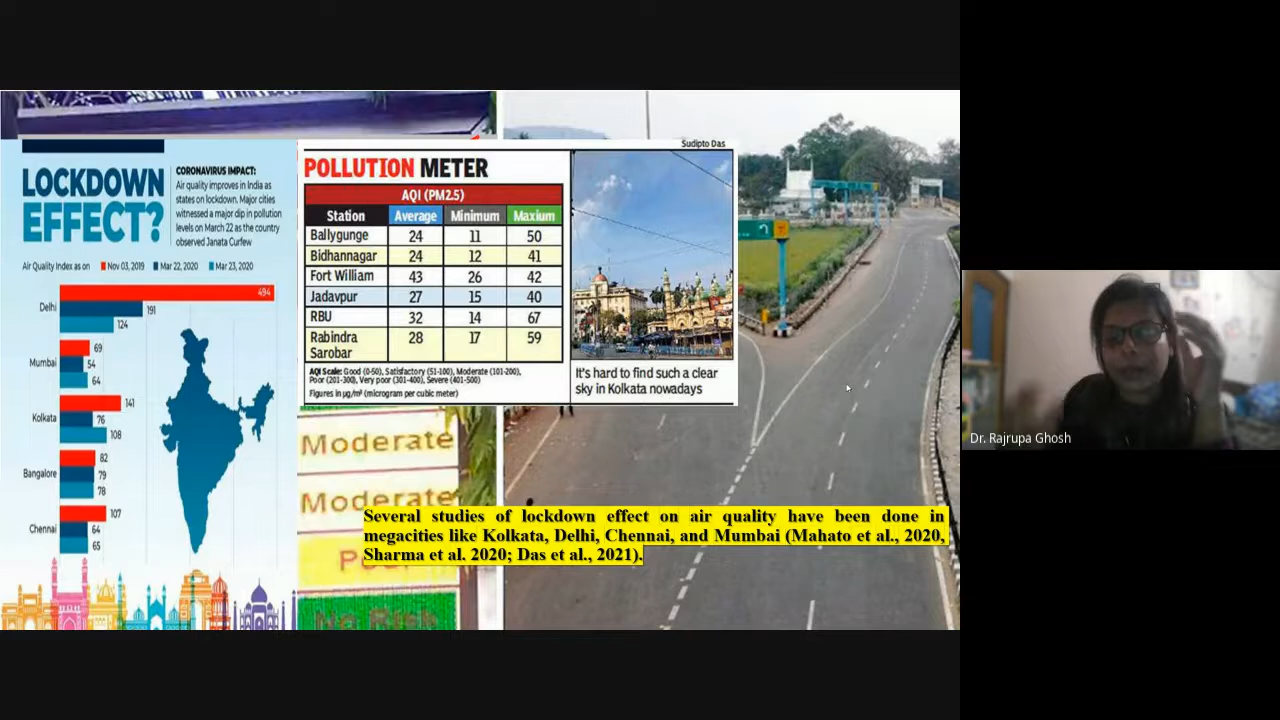 LOCKDOWN
EFFECT?
CORONAVIRUS IMPACT:
Air quality improves in India as
states on lockdown. Major cities
witnessed a major dip in pollution
levels on March 22 as the country
observed Janata Curfew
Air Quality Index as on Nov 03, 2019 Mar 22, 2020 Mar 23, 2020
Delhi
494
191
124
Mumbai
69
54
64
Kolkata
141
76
108
Bangalore
82
79
78
Chennai
107
64
65
Sudipto Das
POLLUTION METER
AQI (PM2.5)
Station Average Minimum Maxium
Ballygunge 24 11 50
Bidhannagar 24 12 41
Fort William 43 26 42
Jadavpur 27 15 40
RBU 32 14 67
Rabindra
Sarobar 28 17 59
AQI Scale: Good (0-50), Satisfactory (51-100), Moderate (101-200),
Poor (201-300), Very poor (301-400), Severe (401-500)
Figures in µg/m³ (microgram per cubic meter)
It's hard to find such a clear
sky in Kolkata nowadays
Moderate
Moderate
Poor
No Risk
Several studies of lockdown effect on air quality have been done in
megacities like Kolkata, Delhi, Chennai, and Mumbai (Mahato et al., 2020,
Sharma et al. 2020; Das et al., 2021).
Dr. Rajrupa Ghosh